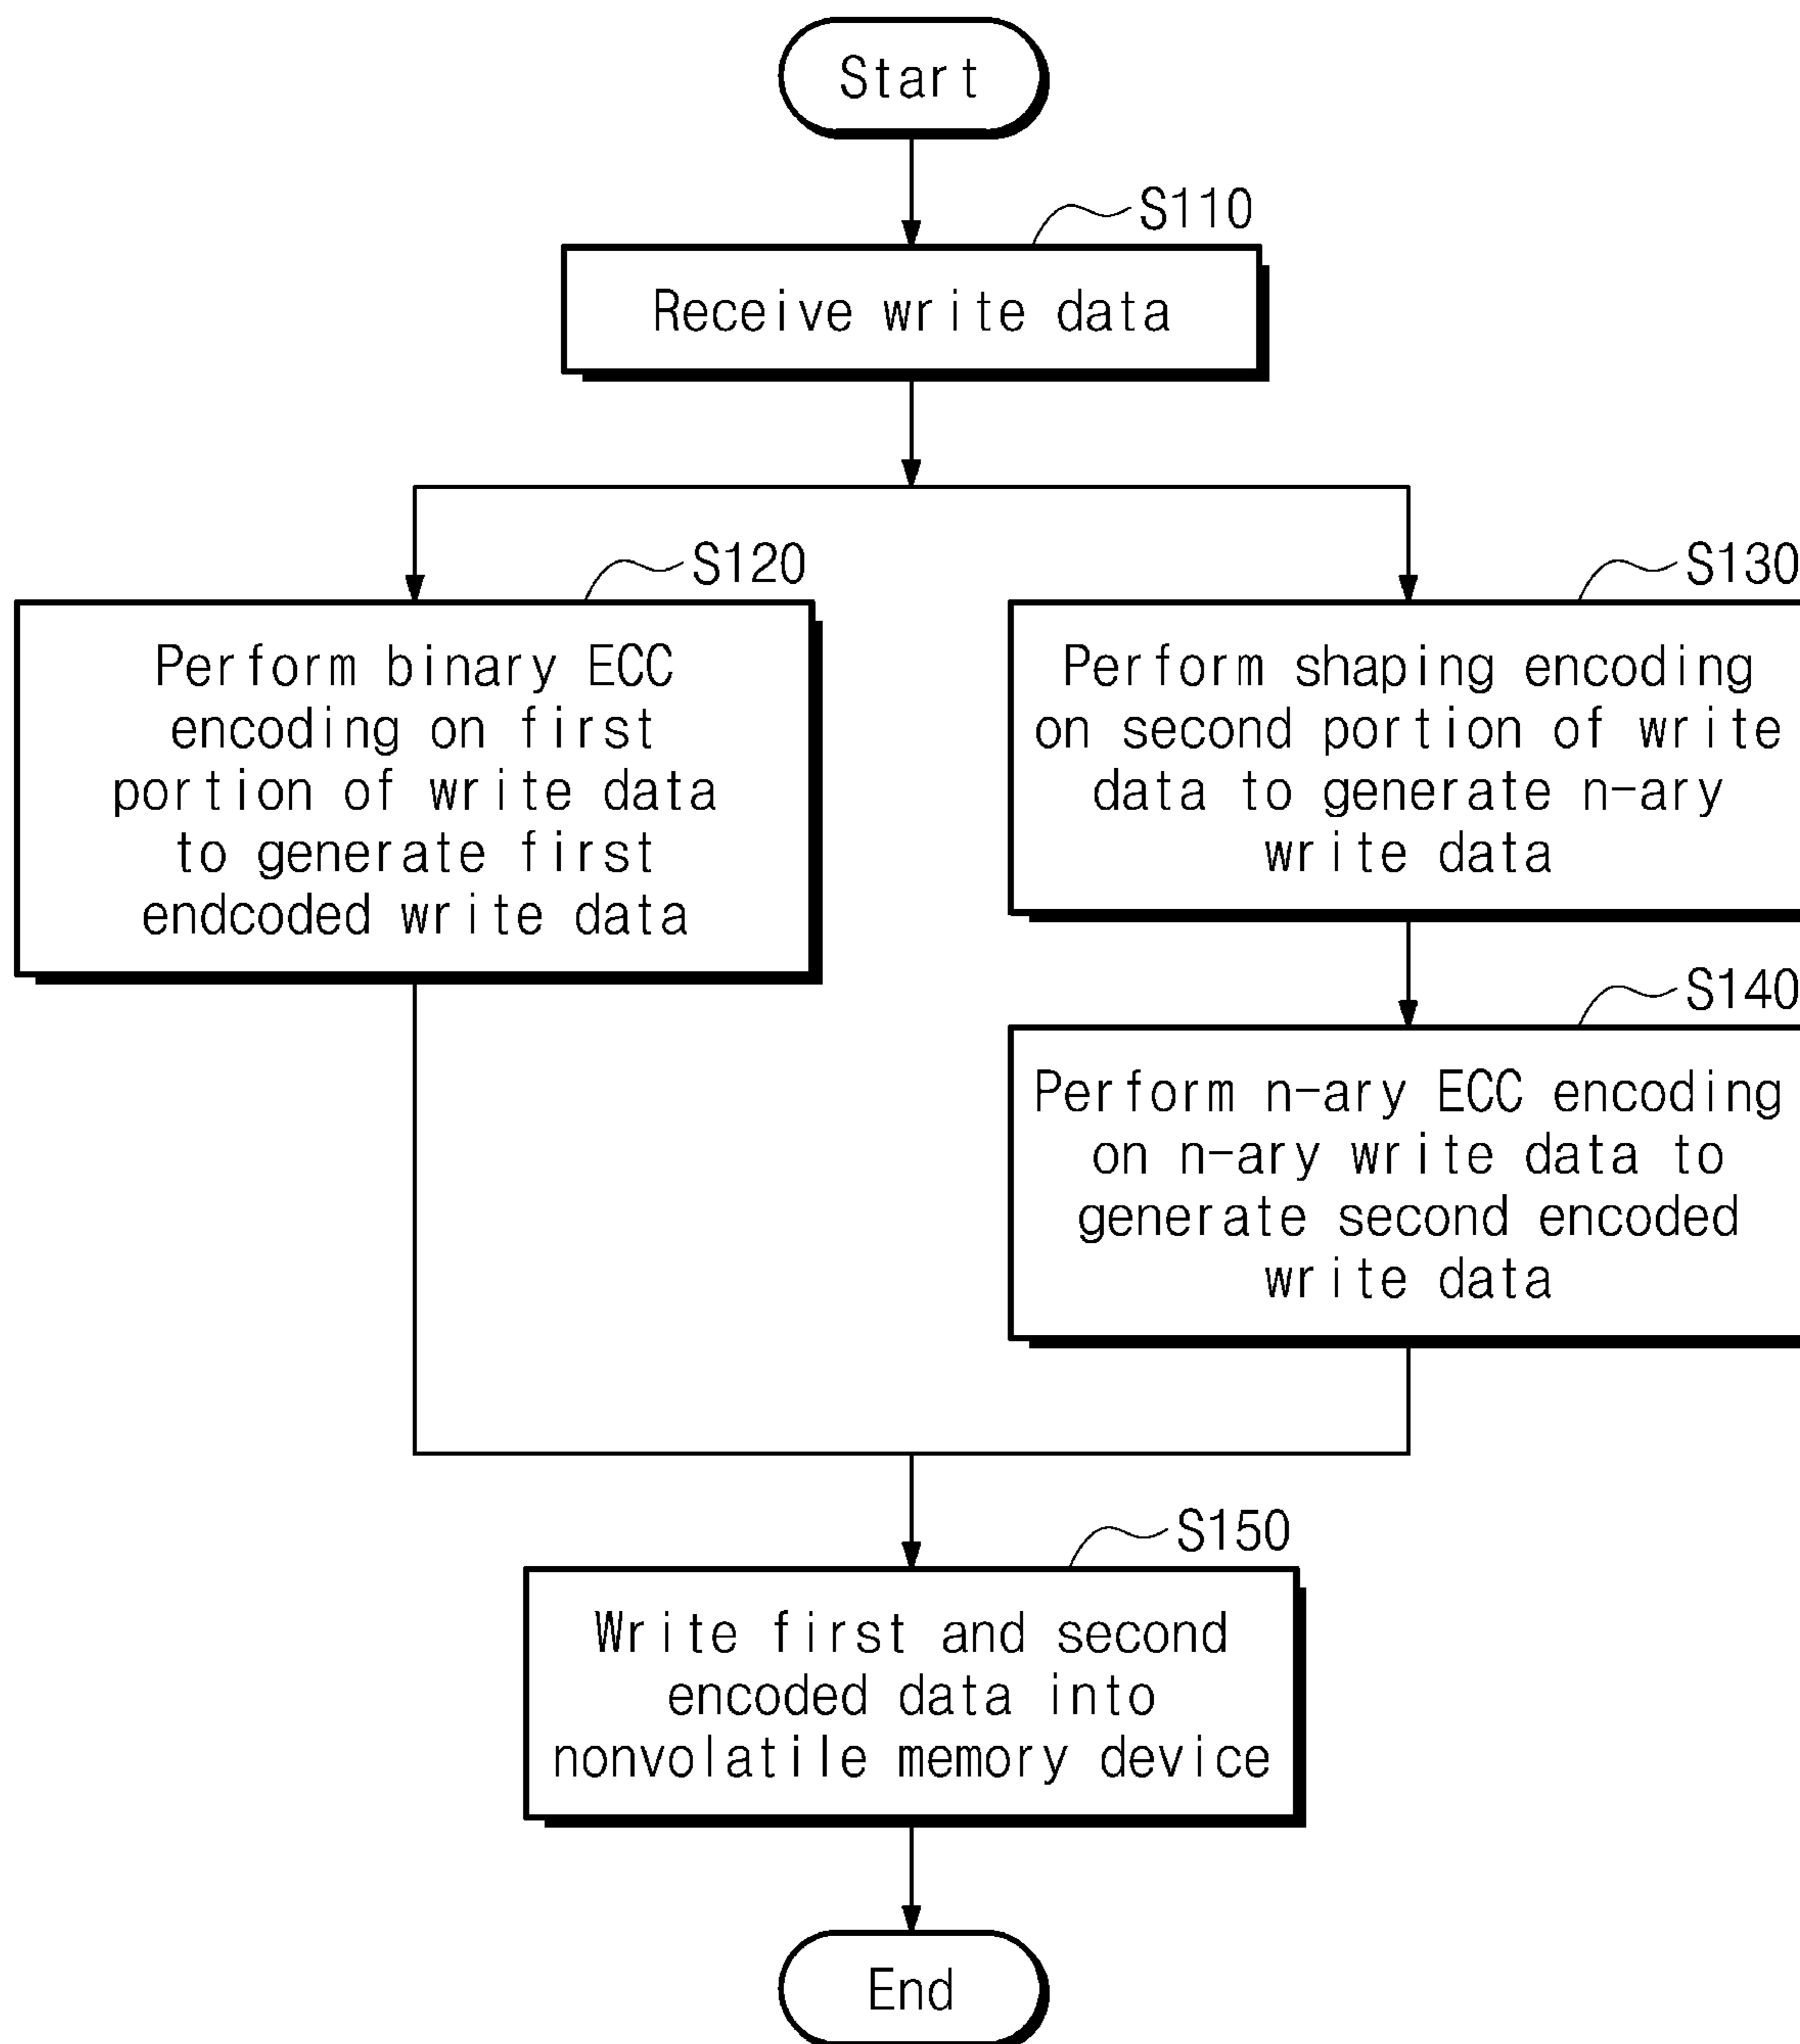 Start
S110
Receive write data
S120
Perform binary ECC
encoding on first
portion of write data
to generate first
endcoded write data
S130
Perform shaping encoding
on second portion of write
data to generate n-ary
write data
S140
Perform n-ary ECC encoding
on n-ary write data to
generate second encoded
write data
S150
Write first and second
encoded data into
nonvolatile memory device
End